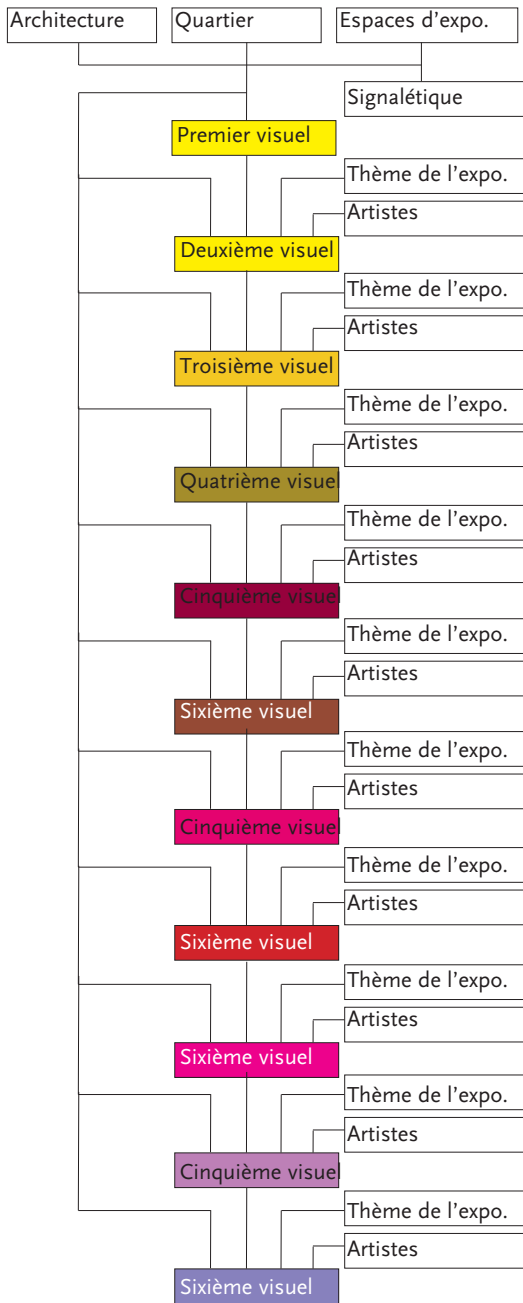 Architecture
Quartier
Espaces d'expo.
Signalétique
Premier visuel
Thème de l'expo.
Artistes
Deuxième visuel
Thème de l'expo.
Artistes
Troisième visuel
Thème de l'expo.
Artistes
Quatrième visuel
Thème de l'expo.
Artistes
Cinquième visuel
Thème de l'expo.
Artistes
Sixième visuel
Thème de l'expo.
Artistes
Cinquième visuel
Thème de l'expo.
Artistes
Sixième visuel
Thème de l'expo.
Artistes
Sixième visuel
Thème de l'expo.
Artistes
Cinquième visuel
Thème de l'expo.
Artistes
Sixième visuel